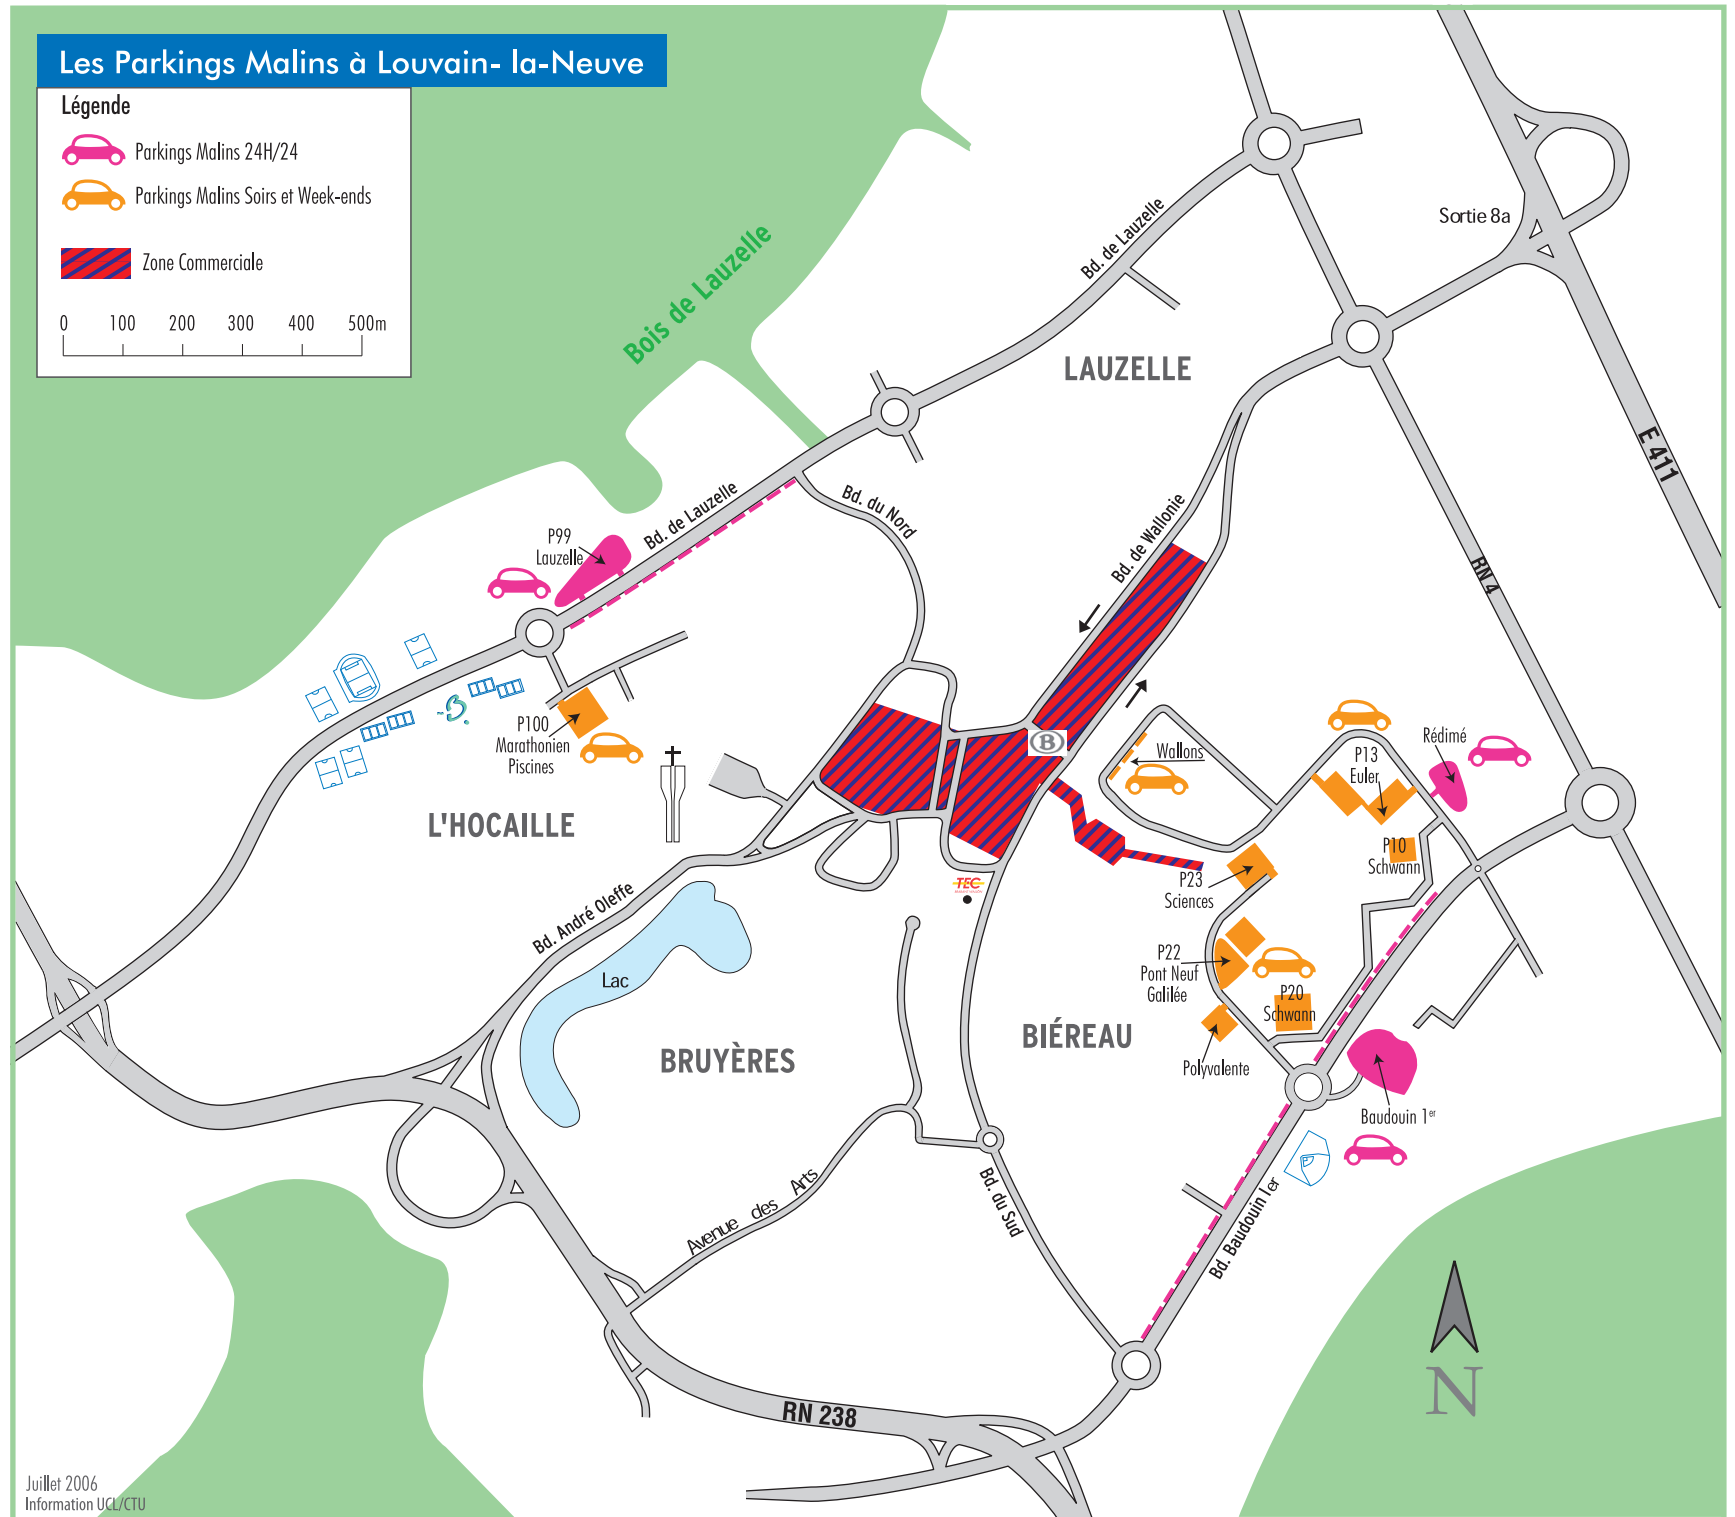 Les Parkings Malins à Louvain- la-Neuve
Légende
Parkings Malins 24H/24
Parkings Malins Soirs et Week-ends
Zone Commerciale
0 100 200 300 400 500m
Bois de Lauzelle
Bd. de Lauzelle
Sortie 8a
LAUZELLE
E 411
RN 4
Bd. de Lauzelle
Bd. du Nord
Bd. de Wallonie
P99
Lauzelle
P100
Marathonien
Piscines
L'HOCAILLE
B
Wallons
P13
Euler
Rédimé
P10
Schwann
P23
Sciences
TEC
Bd. André Oleffe
Lac
P22
Pont Neuf
Galilée
P20
Schwann
BIÉREAU
BRUYÈRES
Polyvalente
Baudouin 1er
Avenue des Arts
Bd. du Sud
Bd. Baudouin 1er
RN 238
N
Juillet 2006
Information UCL/CTU